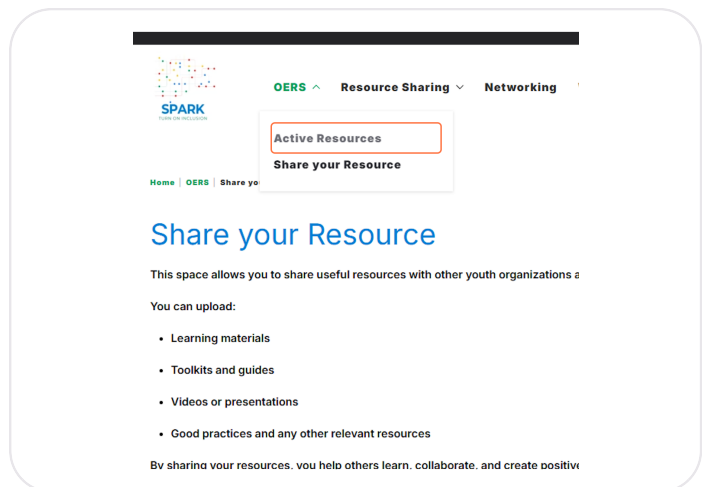 SPARK
TURN ON INCLUSION
OERS
Resource Sharing
Networking
Active Resources
Share your Resource
Home | OERS | Share yo
Share your Resource
This space allows you to share useful resources with other youth organizations a
You can upload:
• Learning materials
• Toolkits and guides
• Videos or presentations
• Good practices and any other relevant resources
By sharing your resources, you help others learn, collaborate, and create positive